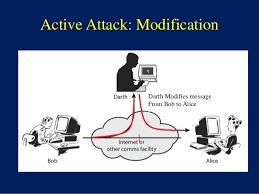 Active Attack: Modification
Darth
Darth Modifies message
From Bob to Alice
Internet or
other comms facility
Bob
Alice